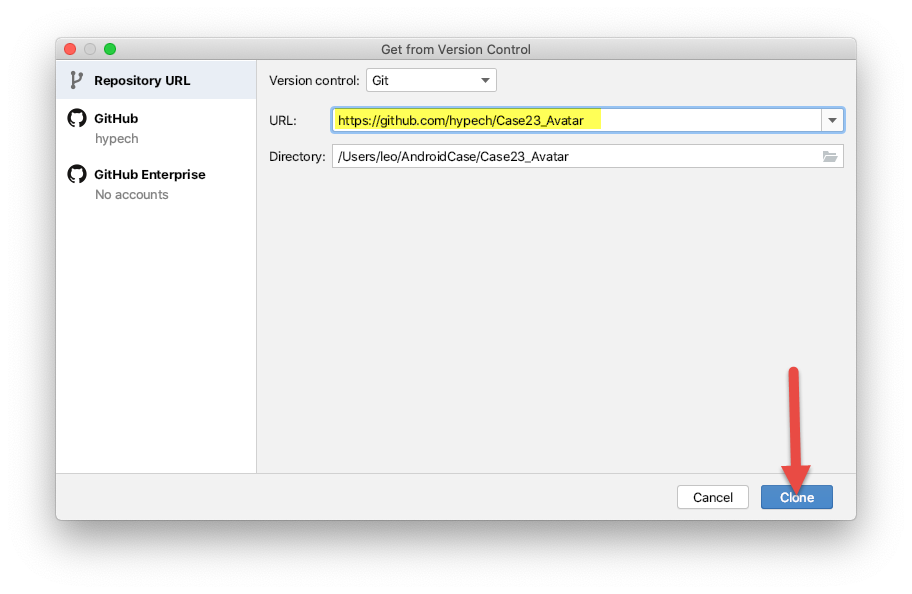 Get from Version Control
Repository URL
GitHub
hypech
GitHub Enterprise
No accounts
Version control: Git
URL: https://github.com/hypech/Case23_Avatar
Directory: /Users/leo/AndroidCase/Case23_Avatar
Cancel Clone